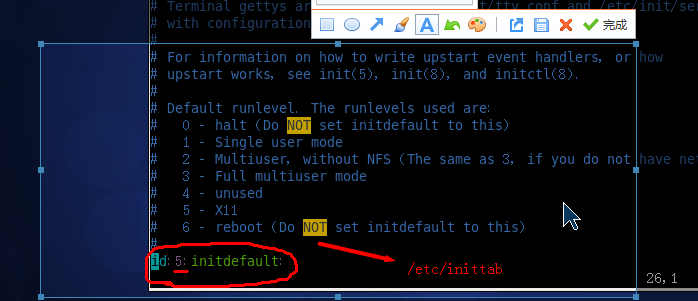 # Terminal gettys ar
t/tty.conf and /etc/init/ser
# with configuration
完成
#
# For information on how to write upstart event handlers, or how
# upstart works, see init(5), init(8), and initctl(8).
#
# Default runlevel. The runlevels used are:
#   0 - halt (Do NOT set initdefault to this)
#   1 - Single user mode
#   2 - Multiuser, without NFS (The same as 3, if you do not have net
#   3 - Full multiuser mode
#   4 - unused
#   5 - X11
#   6 - reboot (Do NOT set initdefault to this)
#
id:5:initdefault:
/etc/inittab
26,1